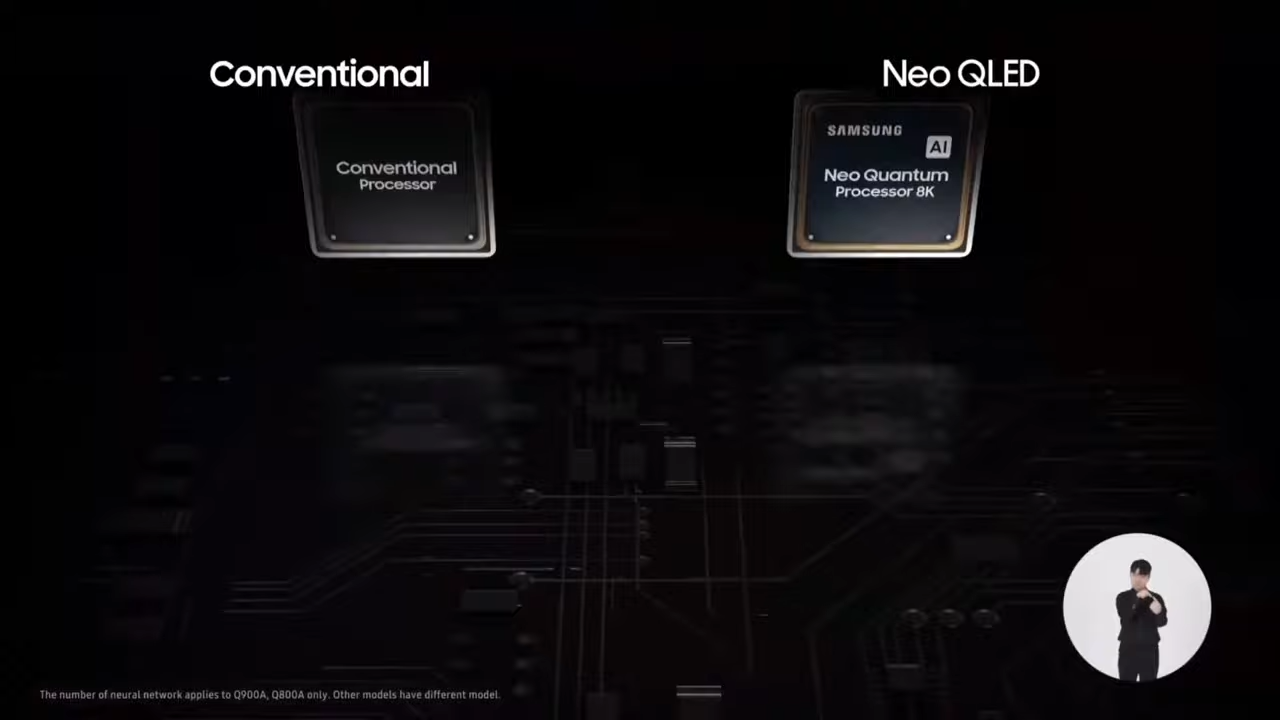 Conventional
Neo QLED
Conventional
Processor
SAMSUNG
AI
Neo Quantum
Processor 8K
The number of neural network applies to Q900A, Q800A only. Other models have different model.